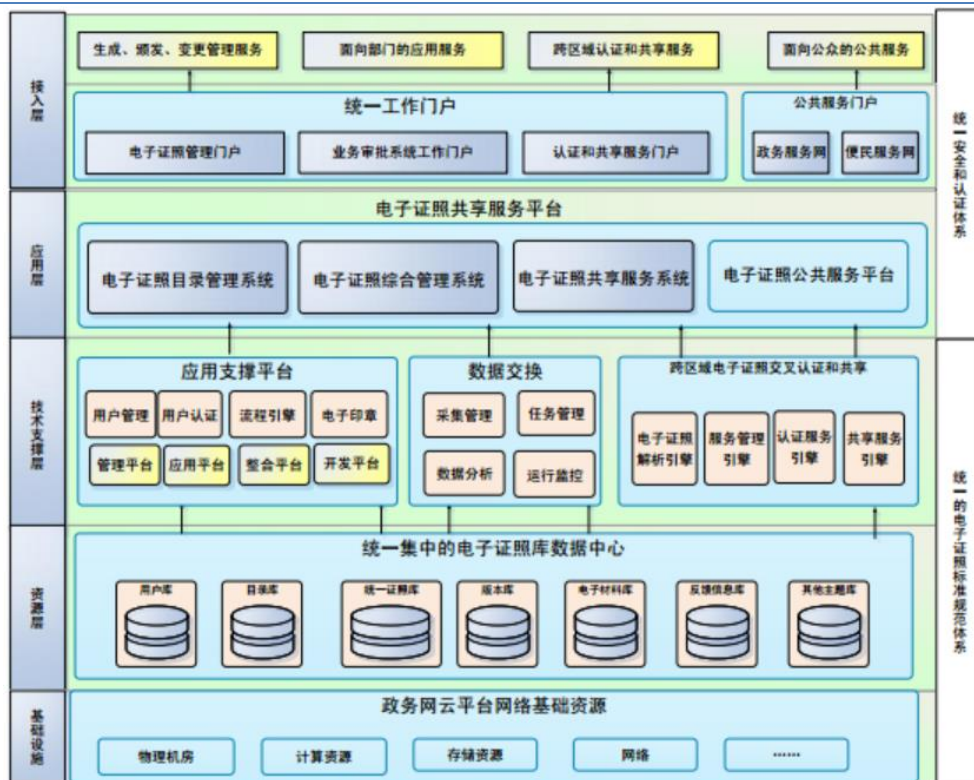 生成、颁发、变更管理服务
面向部门的应用服务
跨区域认证和共享服务
面向公众的公共服务
接入层
统一工作门户
电子证照管理门户
业务审批系统工作门户
认证和共享服务门户
公共服务门户
政务服务网
便民服务网
统一安全和认证体系
应用层
电子证照共享服务平台
电子证照目录管理系统
电子证照综合管理系统
电子证照共享服务系统
电子证照公共服务平台
技术支撑层
应用支撑平台
用户管理
用户认证
流程引擎
电子印章
管理平台
应用平台
整合平台
开发平台
数据交换
采集管理
任务管理
数据分析
运行监控
跨区域电子证照交叉认证和共享
电子证照
解析引擎
服务管理
引擎
认证服务
引擎
共享服务
引擎
统一的电子证照标准规范体系
资源层
统一集中的电子证照库数据中心
用户库
目录库
统一证照库
版本库
电子材料库
反馈信息库
其他主题库
基础设施
政务网云平台网络基础资源
物理机房
计算资源
存储资源
网络
……